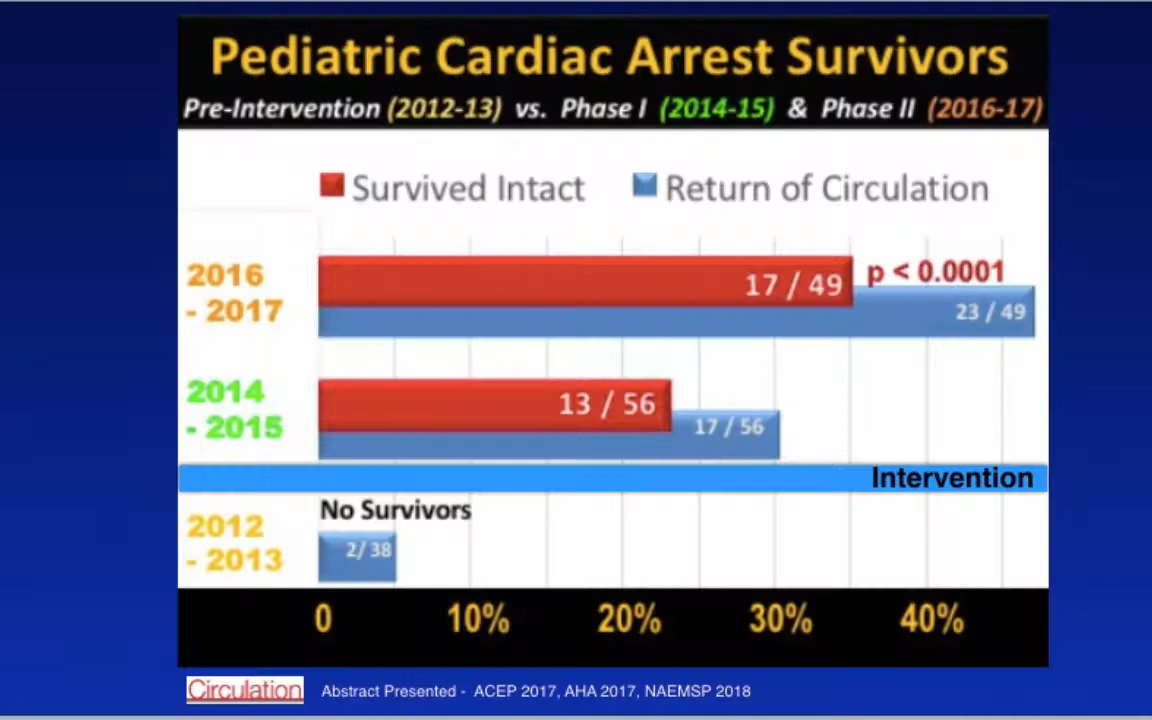 Pediatric Cardiac Arrest Survivors
Pre-Intervention (2012-13) vs. Phase I (2014-15) & Phase II (2016-17)
Survived Intact Return of Circulation
2016
- 2017
17 / 49
p < 0.0001
23 / 49
2014
- 2015
13 / 56
17 / 56
Intervention
2012
- 2013
No Survivors
2/ 38
0 10% 20% 30% 40%
Circulation Abstract Presented - ACEP 2017, AHA 2017, NAEMSP 2018